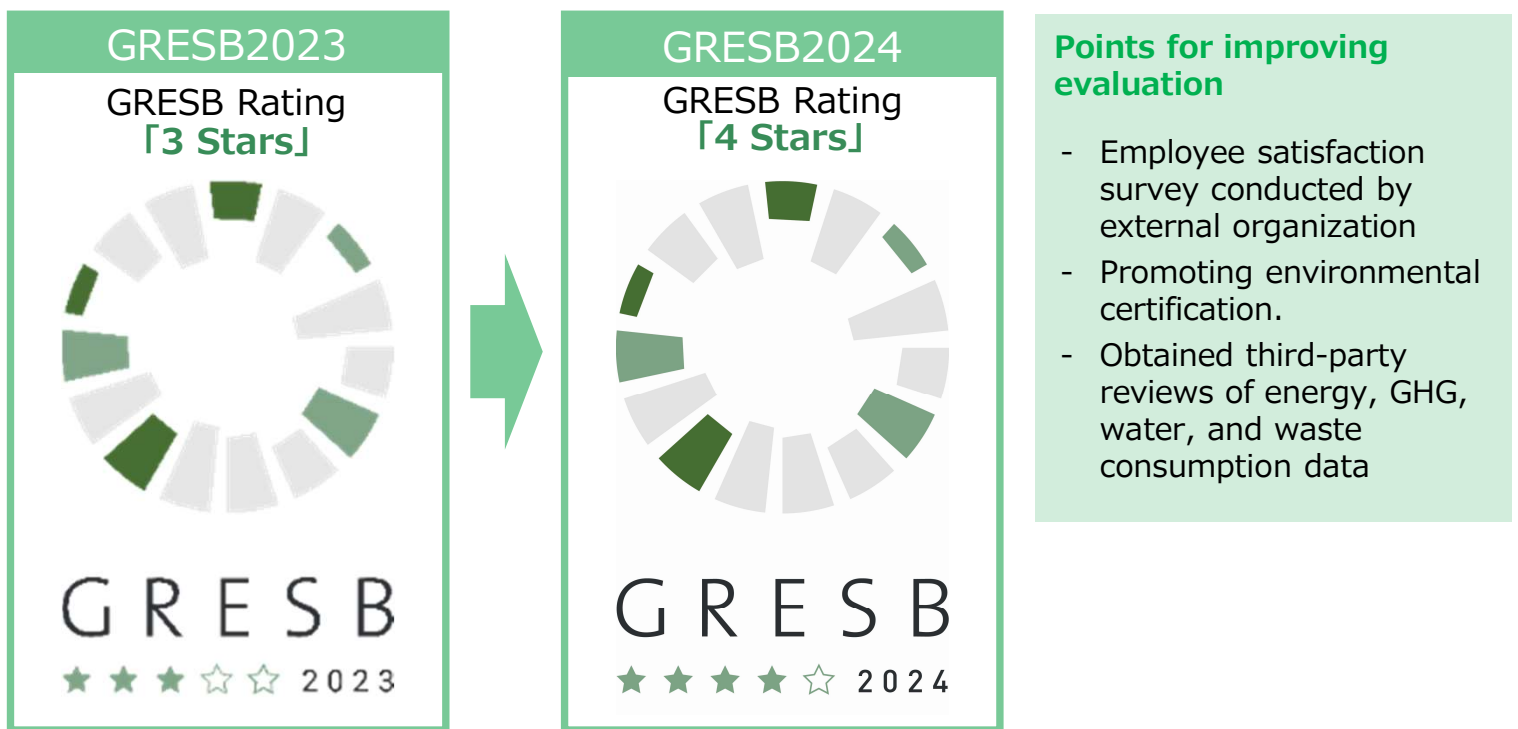 GRESB2023
GRESB Rating
「3 Stars」
GRESB
★★★☆☆ 2023
GRESB2024
GRESB Rating
「4 Stars」
GRESB
★★★★☆ 2024
Points for improving
evaluation
- Employee satisfaction
survey conducted by
external organization
- Promoting environmental
certification.
- Obtained third-party
reviews of energy, GHG,
water, and waste
consumption data